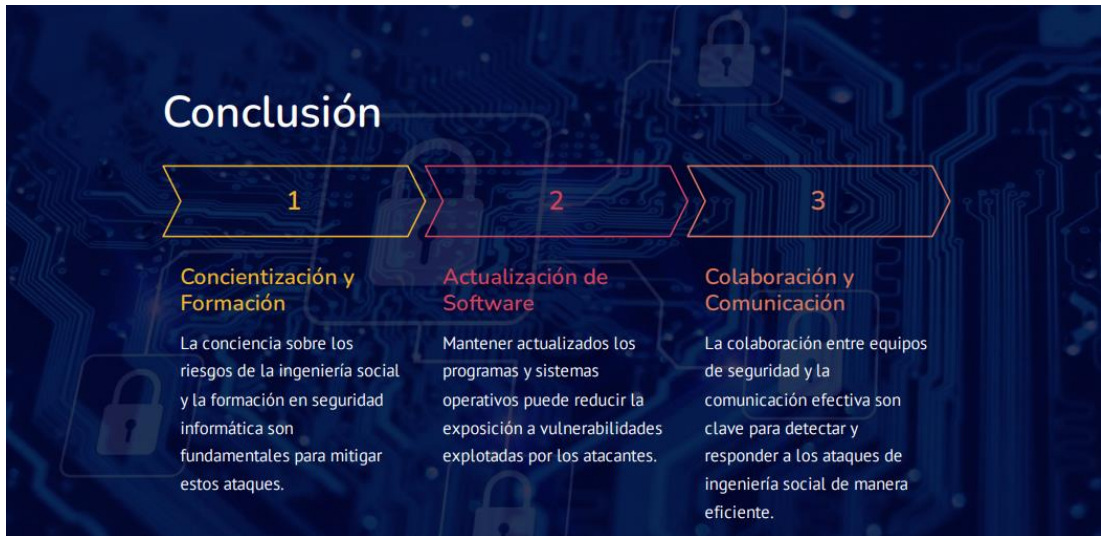 Conclusión
1
2
3
Concientización y
Formación
La conciencia sobre los
riesgos de la ingeniería social
y la formación en seguridad
informática son
fundamentales para mitigar
estos ataques.
Actualización de
Software
Mantener actualizados los
programas y sistemas
operativos puede reducir la
exposición a vulnerabilidades
explotadas por los atacantes.
Colaboración y
Comunicación
La colaboración entre equipos
de seguridad y la
comunicación efectiva son
clave para detectar y
responder a los ataques de
ingeniería social de manera
eficiente.